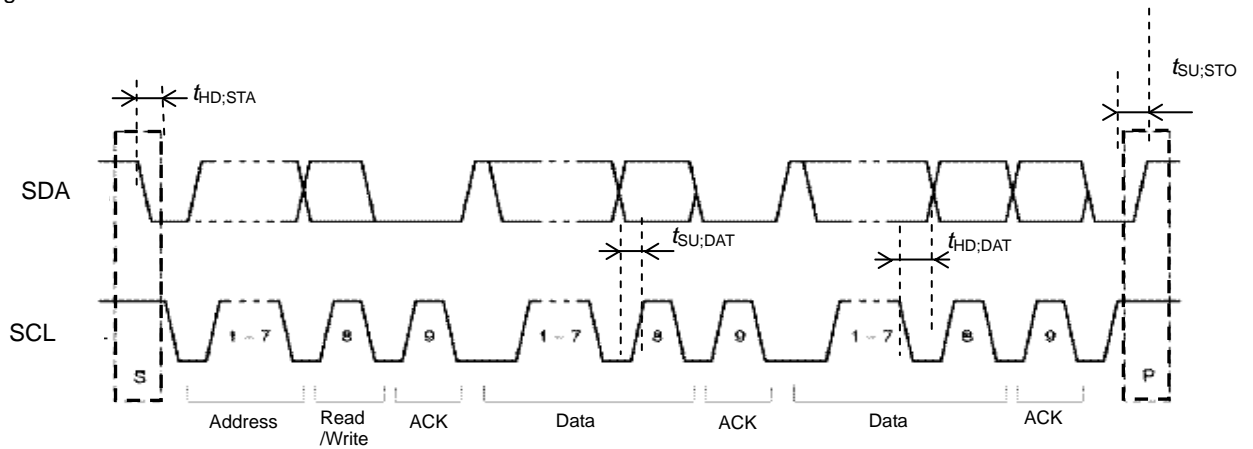 tHD;STA
tSU;STO
SDA
tSU;DAT
tHD;DAT
SCL
1 - 7 8 9 1 - 7 8 9 1 - 7 8 9
S P
Address Read /Write ACK Data ACK Data ACK